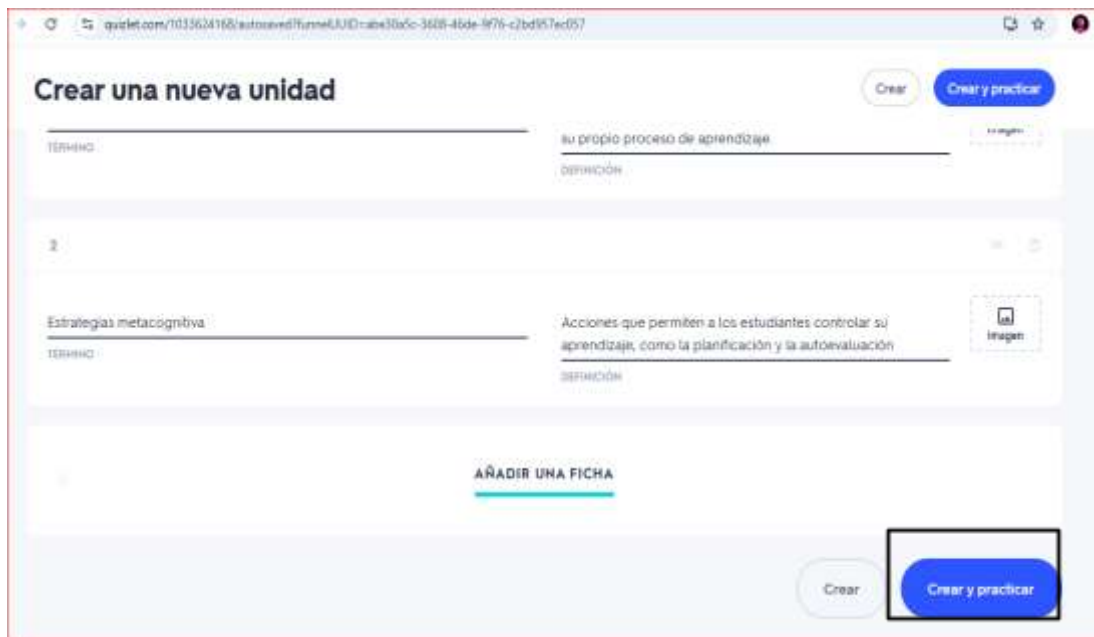 quizlet.com/1033624168/autosaved?funnelUUID=abe30a5c-3608-46de-9f76-c2bd957ec057
Crear una nueva unidad
Crear
Crear y practicar
TÉRMINO
su propio proceso de aprendizaje.
DEFINICIÓN
Imagen
2
Estrategias metacognitiva
TÉRMINO
Acciones que permiten a los estudiantes controlar su
aprendizaje, como la planificación y la autoevaluación
DEFINICIÓN
Imagen
AÑADIR UNA FICHA
Crear
Crear y practicar